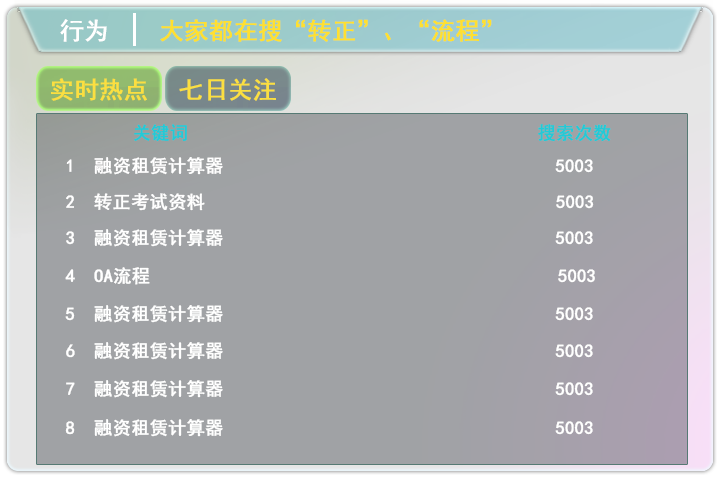 行为 大家都在搜“转正”、“流程”
实时热点 七日关注
关键词 搜索次数
1 融资租赁计算器 5003
2 转正考试资料 5003
3 融资租赁计算器 5003
4 OA流程 5003
5 融资租赁计算器 5003
6 融资租赁计算器 5003
7 融资租赁计算器 5003
8 融资租赁计算器 5003